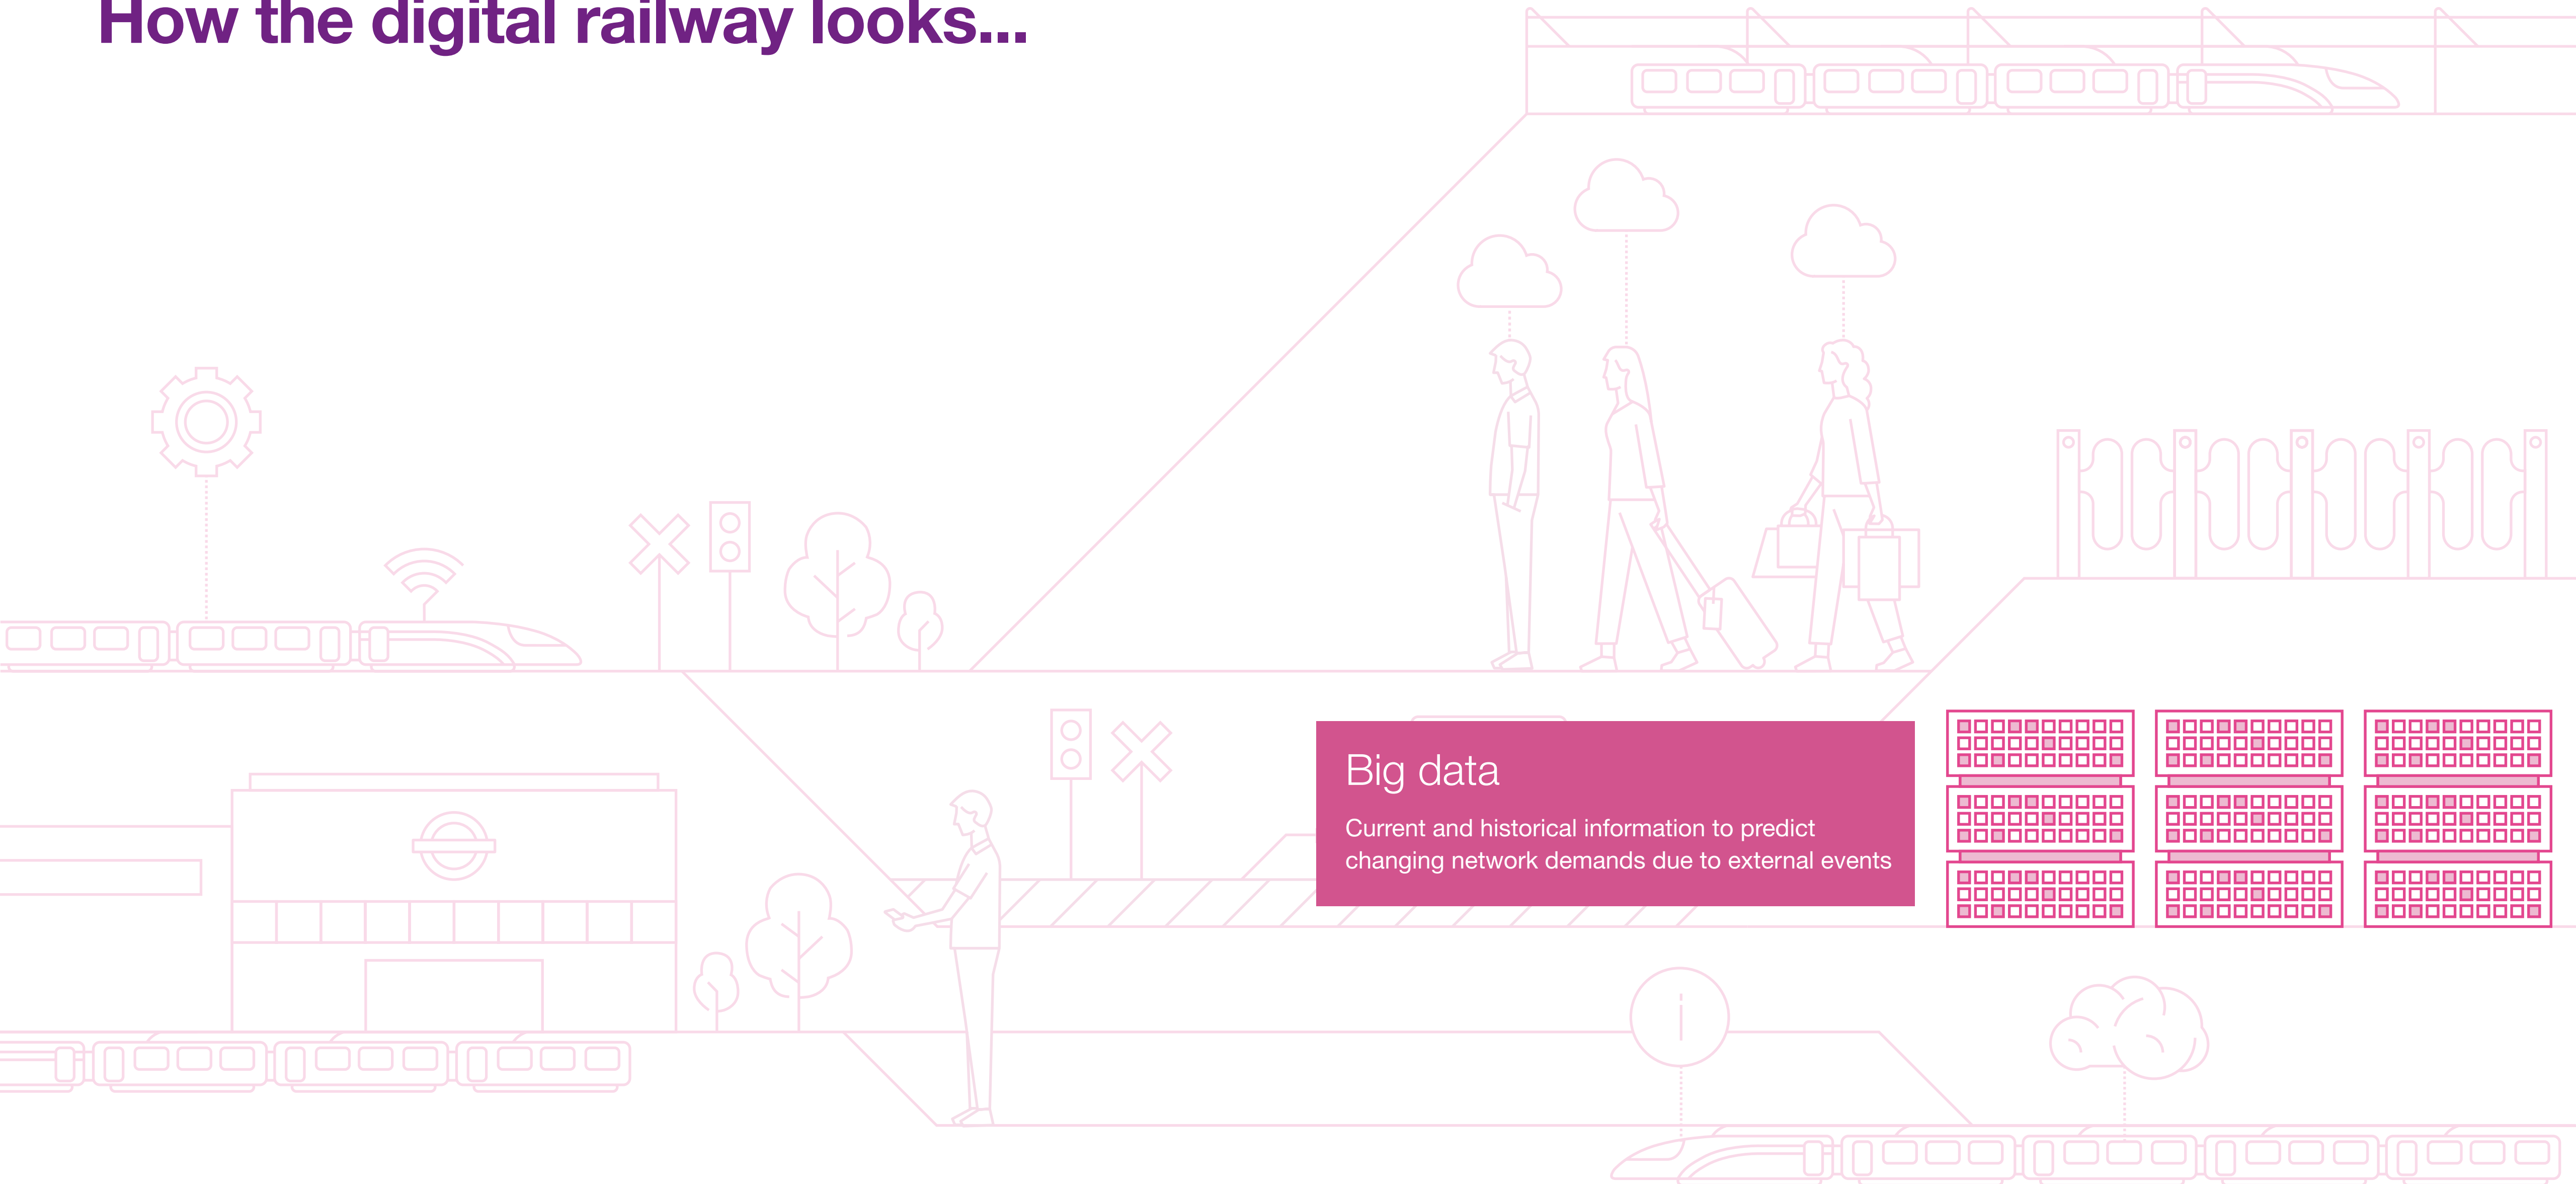 How the digital railway looks...
Big data
Current and historical information to predict
changing network demands due to external events